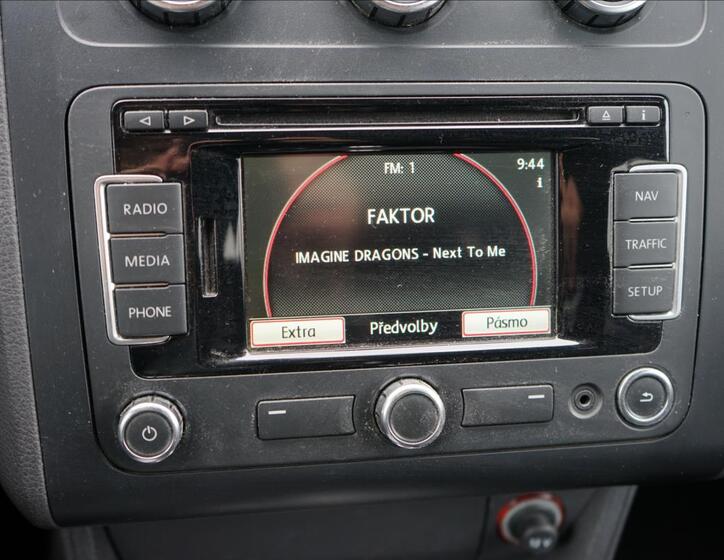 i
FM: 1
9:44
i
FAKTOR
IMAGINE DRAGONS - Next To Me
Extra
Předvolby
Pásmo
RADIO
MEDIA
PHONE
NAV
TRAFFIC
SETUP